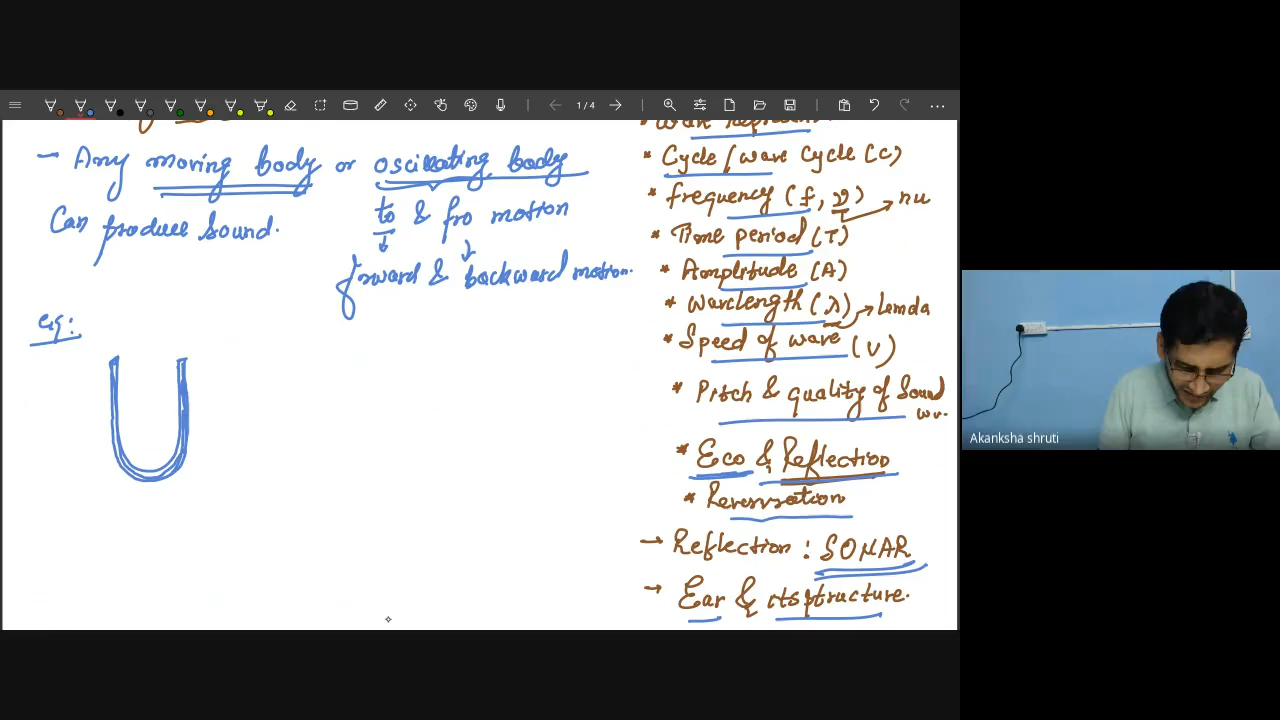 1/4
- Any moving body or oscillating body
Can produce sound.
to & fro motion
forward & backward motion.
eg:
* Cycle/wave Cycle (C)
* frequency (f, ν) → nu
* Time period (T)
* Amplitude (A)
* Wavelength (λ) → lemda
* Speed of wave (v)
* Pitch & quality of Sound
wv.
* Eco & Reflection
→ Reflection : SONAR
→ Ear & its structure.
Akanksha shruti